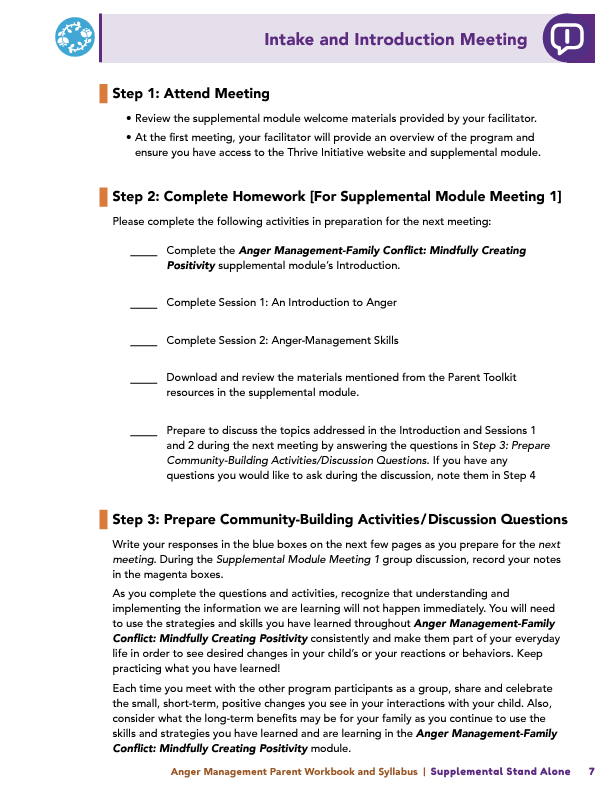 Intake and Introduction Meeting
Step 1: Attend Meeting
• Review the supplemental module welcome materials provided by your facilitator.
• At the first meeting, your facilitator will provide an overview of the program and
ensure you have access to the Thrive Initiative website and supplemental module.
Step 2: Complete Homework [For Supplemental Module Meeting 1]
Please complete the following activities in preparation for the next meeting:
_____ Complete the Anger Management-Family Conflict: Mindfully Creating
Positivity supplemental module's Introduction.
_____ Complete Session 1: An Introduction to Anger
_____ Complete Session 2: Anger-Management Skills
_____ Download and review the materials mentioned from the Parent Toolkit
resources in the supplemental module.
_____ Prepare to discuss the topics addressed in the Introduction and Sessions 1
and 2 during the next meeting by answering the questions in Step 3: Prepare
Community-Building Activities/Discussion Questions. If you have any
questions you would like to ask during the discussion, note them in Step 4
Step 3: Prepare Community-Building Activities/Discussion Questions
Write your responses in the blue boxes on the next few pages as you prepare for the next
meeting. During the Supplemental Module Meeting 1 group discussion, record your notes
in the magenta boxes.
As you complete the questions and activities, recognize that understanding and
implementing the information we are learning will not happen immediately. You will need
to use the strategies and skills you have learned throughout Anger Management-Family
Conflict: Mindfully Creating Positivity consistently and make them part of your everyday
life in order to see desired changes in your child's or your reactions or behaviors. Keep
practicing what you have learned!
Each time you meet with the other program participants as a group, share and celebrate
the small, short-term, positive changes you see in your interactions with your child. Also,
consider what the long-term benefits may be for your family as you continue to use the
skills and strategies you have learned and are learning in the Anger Management-Family
Conflict: Mindfully Creating Positivity module.
Anger Management Parent Workbook and Syllabus | Supplemental Stand Alone 7